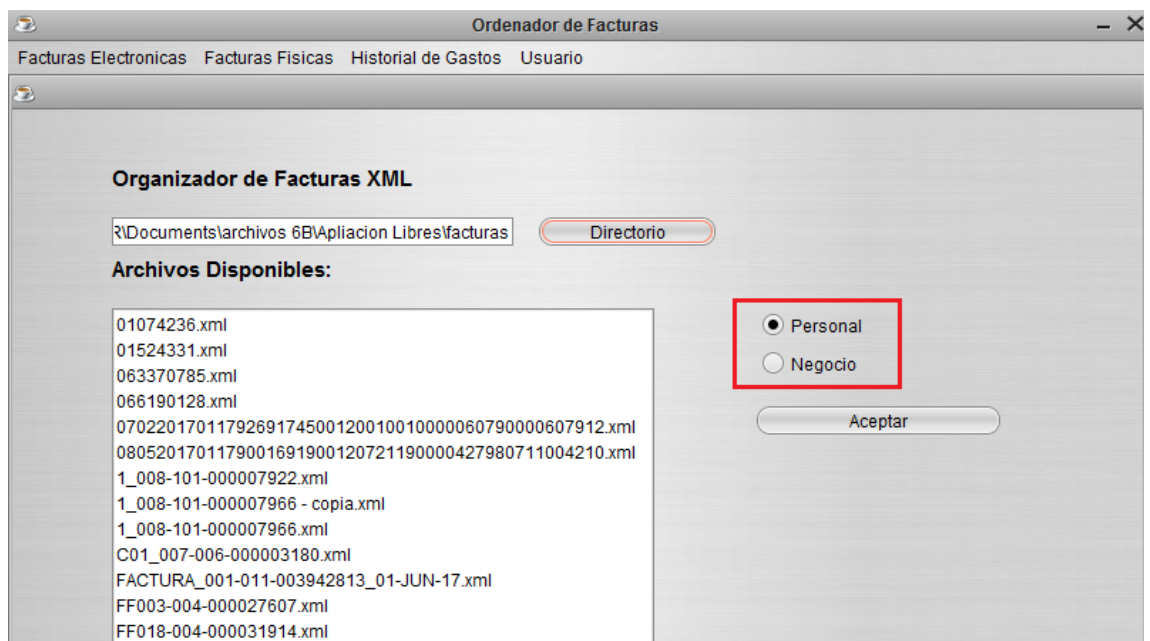 Ordenador de Facturas
Facturas Electronicas Facturas Fisicas Historial de Gastos Usuario
Organizador de Facturas XML
R\Documents\archivos 6B\Apliacion Libres\facturas Directorio
Archivos Disponibles:
01074236.xml
01524331.xml
063370785.xml
066190128.xml
0702201701179269174500120010010000060790000607912.xml
0805201701179001691900120721190000427980711004210.xml
1_008-101-000007922.xml
1_008-101-000007966 - copia.xml
1_008-101-000007966.xml
C01_007-006-000003180.xml
FACTURA_001-011-003942813_01-JUN-17.xml
FF003-004-000027607.xml
FF018-004-000031914.xml
Personal
Negocio
Aceptar